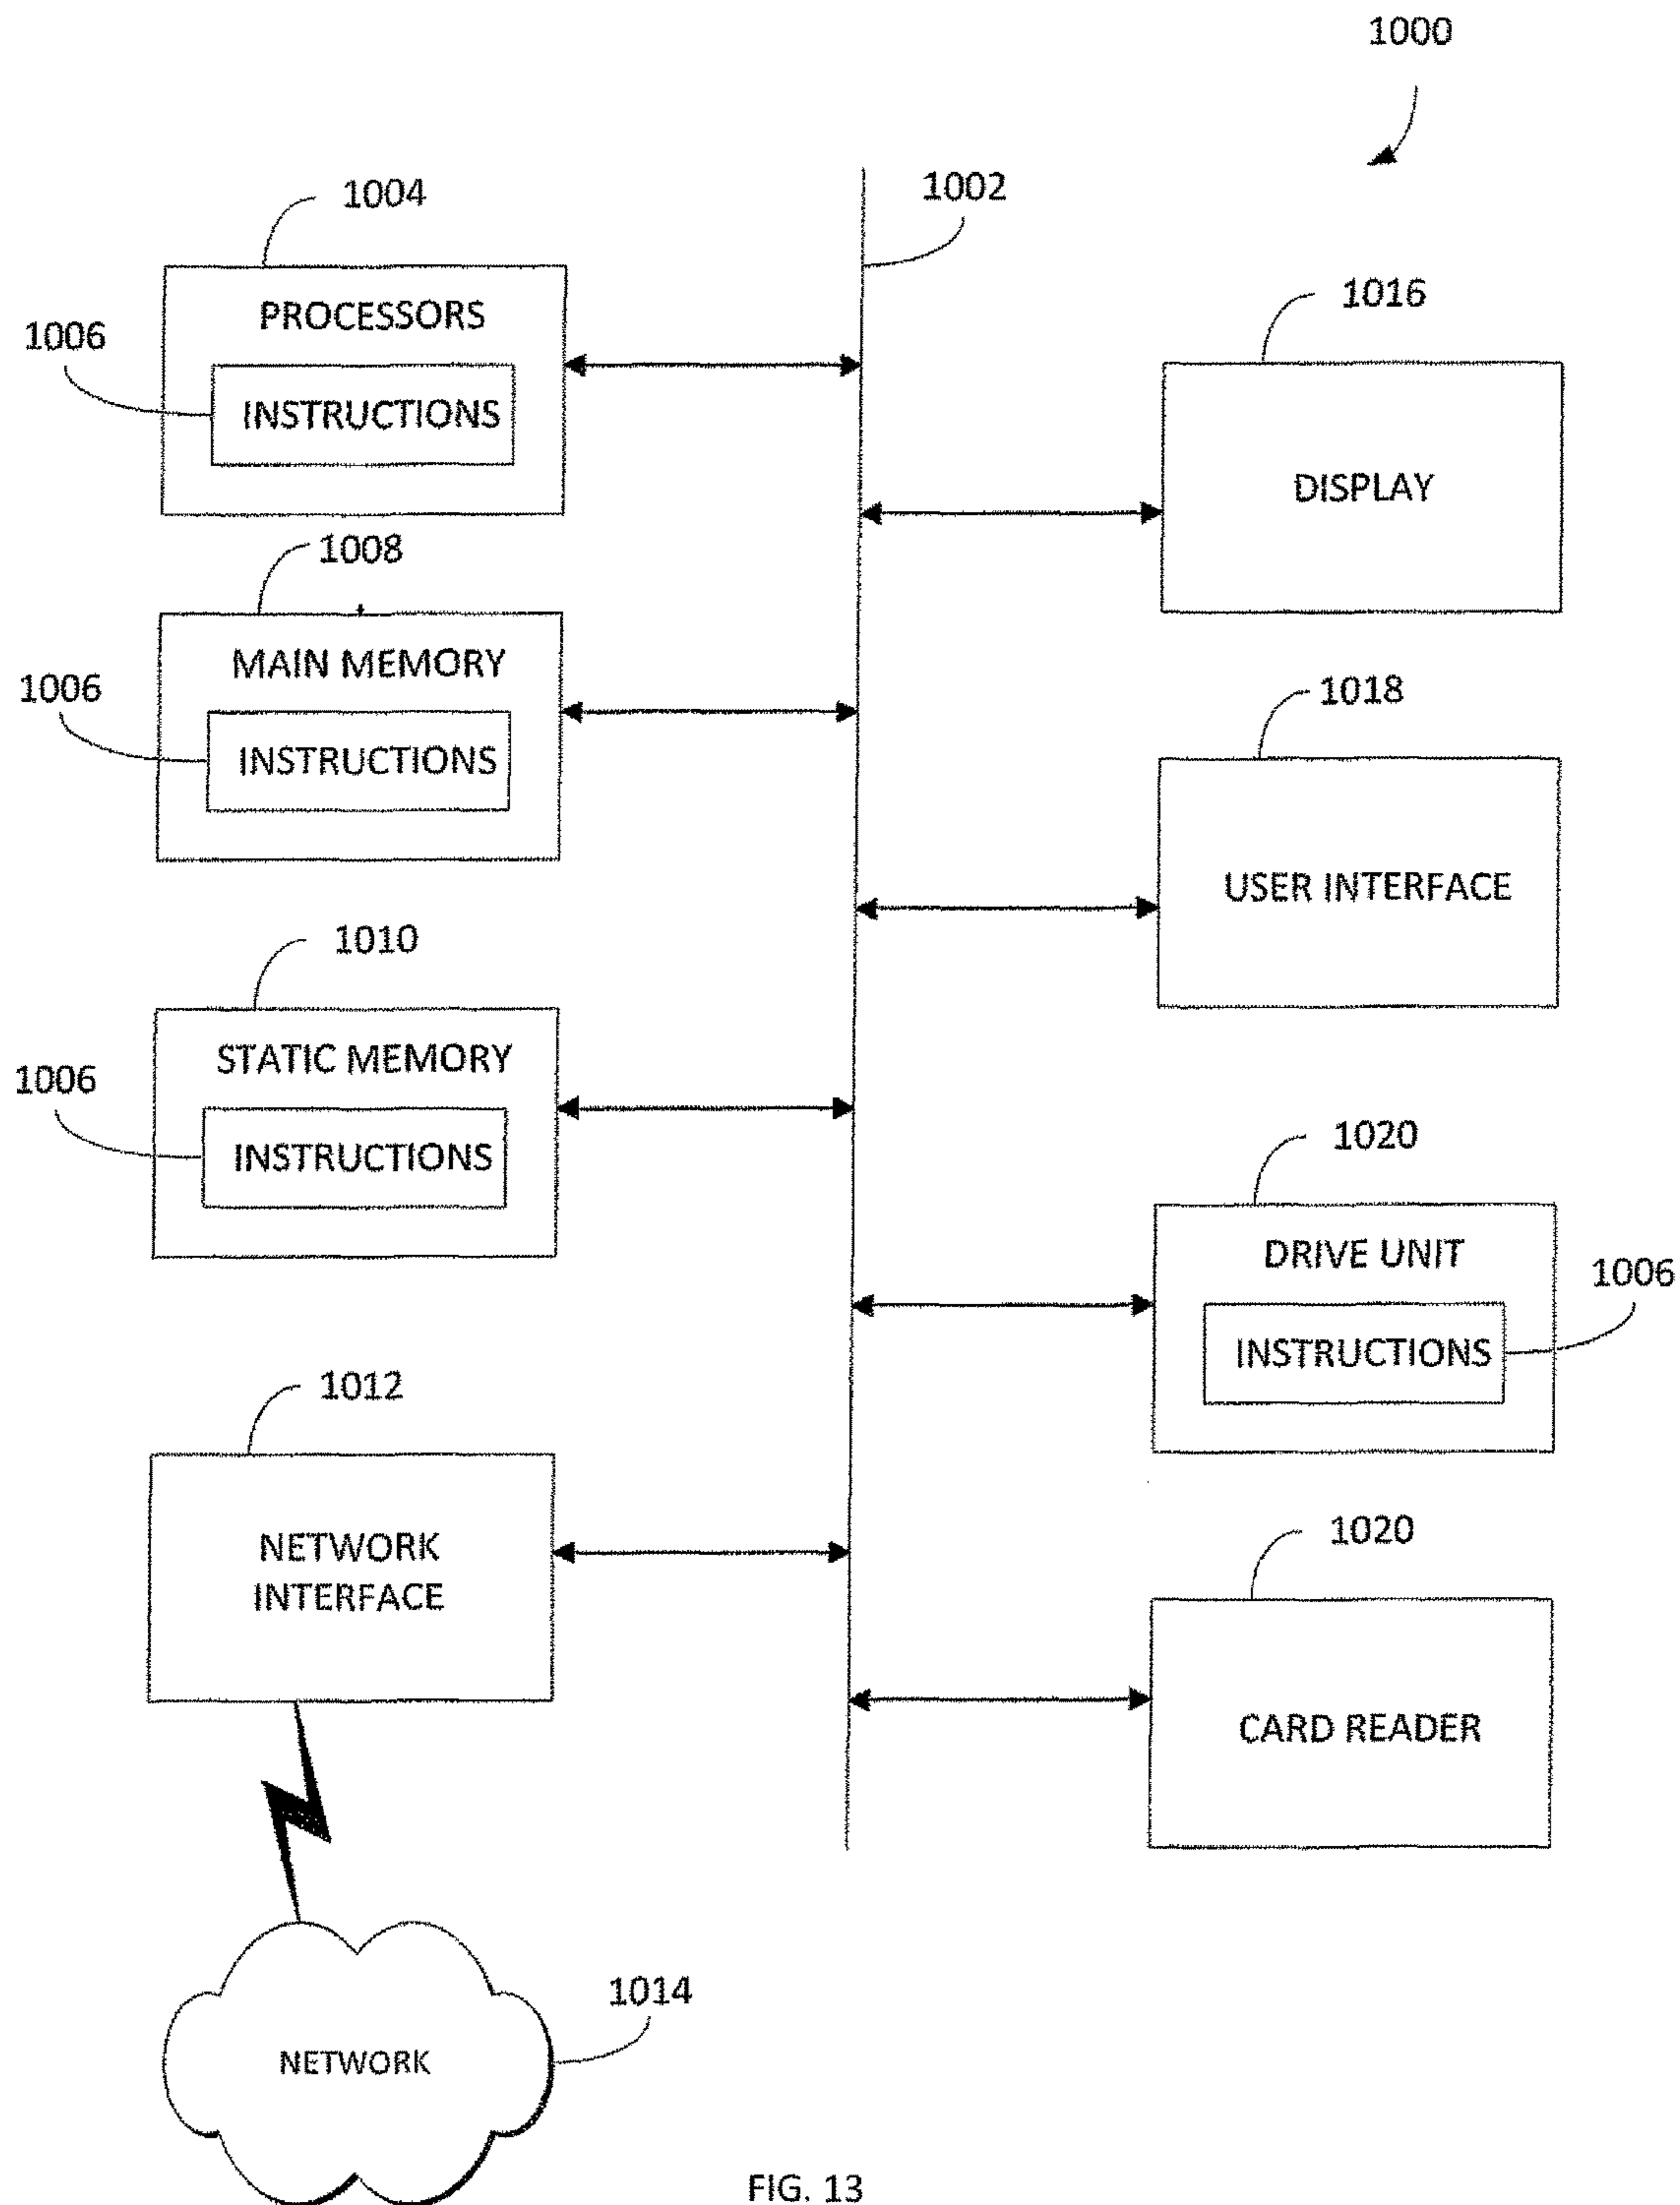 1000
1004
1002
PROCESSORS
1006
INSTRUCTIONS
1016
DISPLAY
1008
MAIN MEMORY
1006
INSTRUCTIONS
1018
USER INTERFACE
1010
STATIC MEMORY
1006
INSTRUCTIONS
1020
DRIVE UNIT
1006
INSTRUCTIONS
1012
NETWORK
INTERFACE
1020
CARD READER
1014
NETWORK
FIG. 13